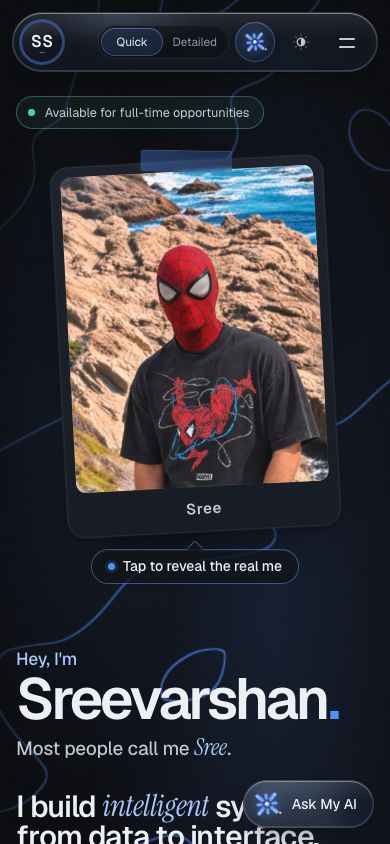 SS
Quick
Detailed
Available for full-time opportunities
MARVEL
Sree
Tap to reveal the real me
Hey, I'm
Sreevarshan.
Most people call me Sree.
I build intelligent sy
Ask My AI
from data to interface.